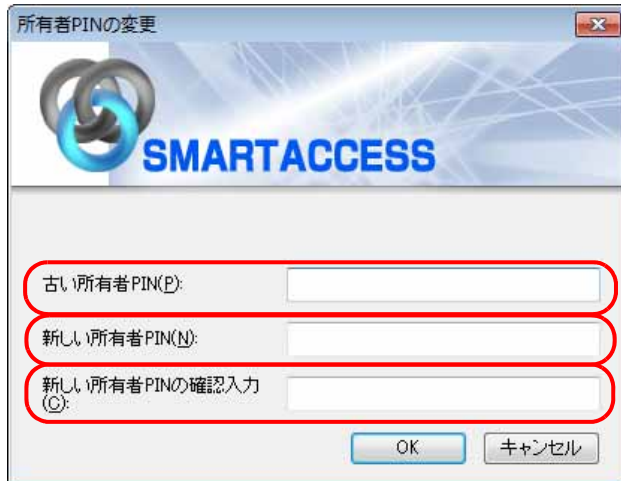 所有者PINの変更
SMARTACCESS
古い所有者PIN(P):
新しい所有者PIN(N):
新しい所有者PINの確認入力
(C):
OK キャンセル